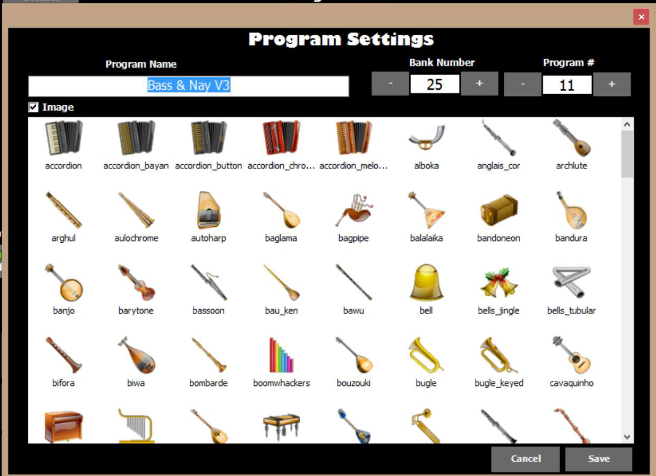 Program Settings
Program Name
Bank Number
Program #
Bass & Nay V3
-
25
+
-
11
+
Image
accordion
accordion_bayan
accordion_button
accordion_chro...
accordion_melo...
alboka
anglais_cor
archlute
arghul
aulochrome
autoharp
baglama
bagpipe
balalaika
bandoneon
bandura
banjo
barytone
bassoon
bau_ken
bawu
bell
bells_jingle
bells_tubular
bifora
biwa
bombarde
boomwhackers
bouzouki
bugle
bugle_keyed
cavaquinho
Cancel
Save